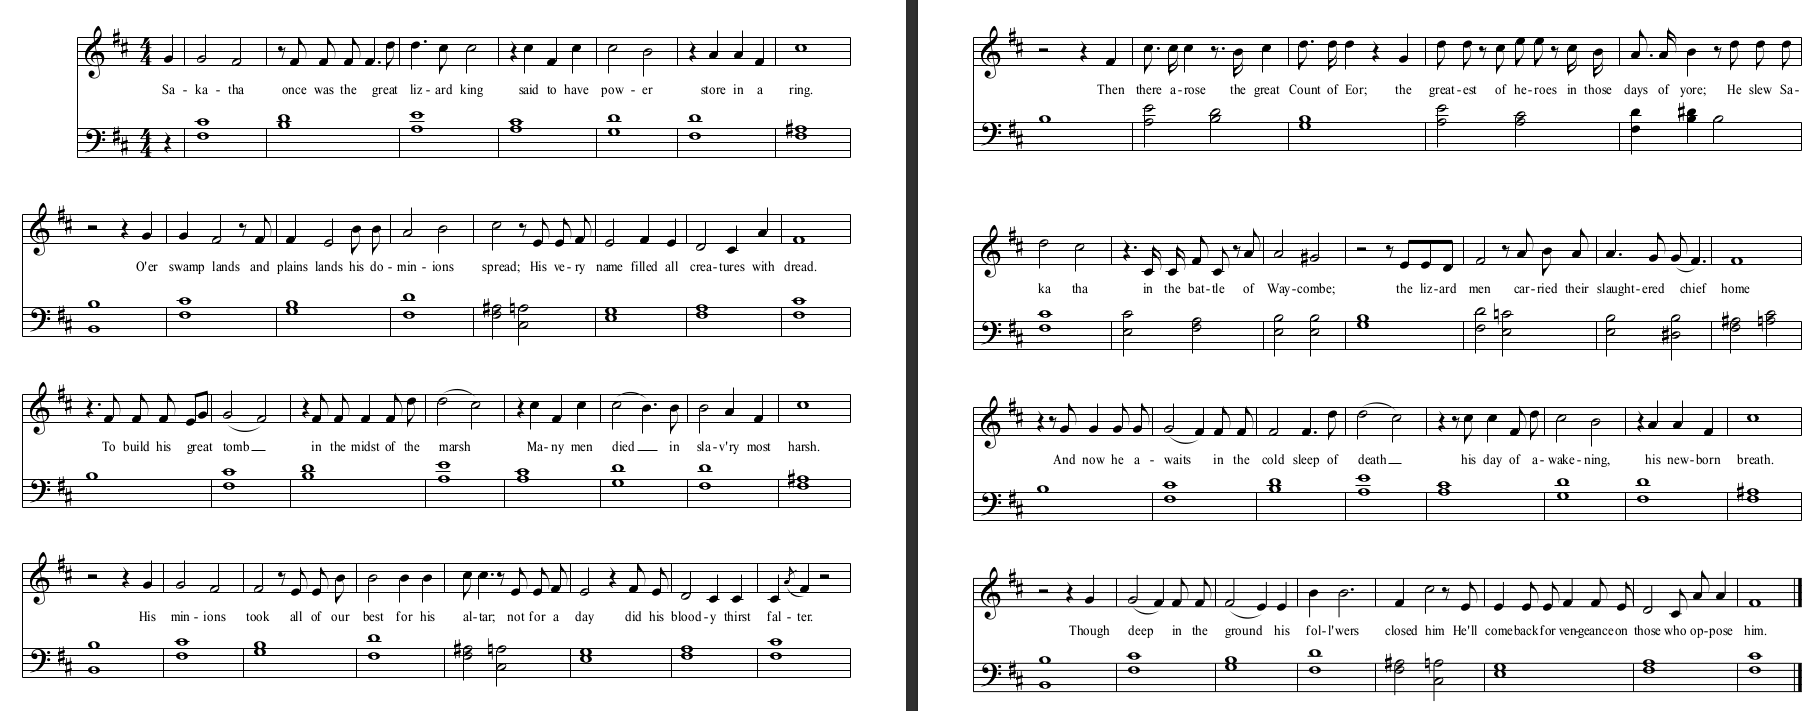 Sa - ka - tha once was the great liz - ard king said to have pow - er store in a ring.
O'er swamp lands and plains lands his do - min - ions spread; His ve - ry name filled all crea - tures with dread.
To build his great tomb in the midst of the marsh Ma - ny men died in sla - v'ry most harsh.
His min - ions took all of our best for his al - tar; not for a day did his blood - y thirst fal - ter.
Then there a - rose the great Count of Eor; the great - est of he - roes in those days of yore; He slew Sa -
ka tha in the bat - tle of Way - combe; the liz - ard men car - ried their slaught - ered chief home
And now he a - waits in the cold sleep of death his day of a - wake - ning, his new - born breath.
Though deep in the ground his fol - l'wers closed him He'll come back for ven - geance on those who op - pose him.